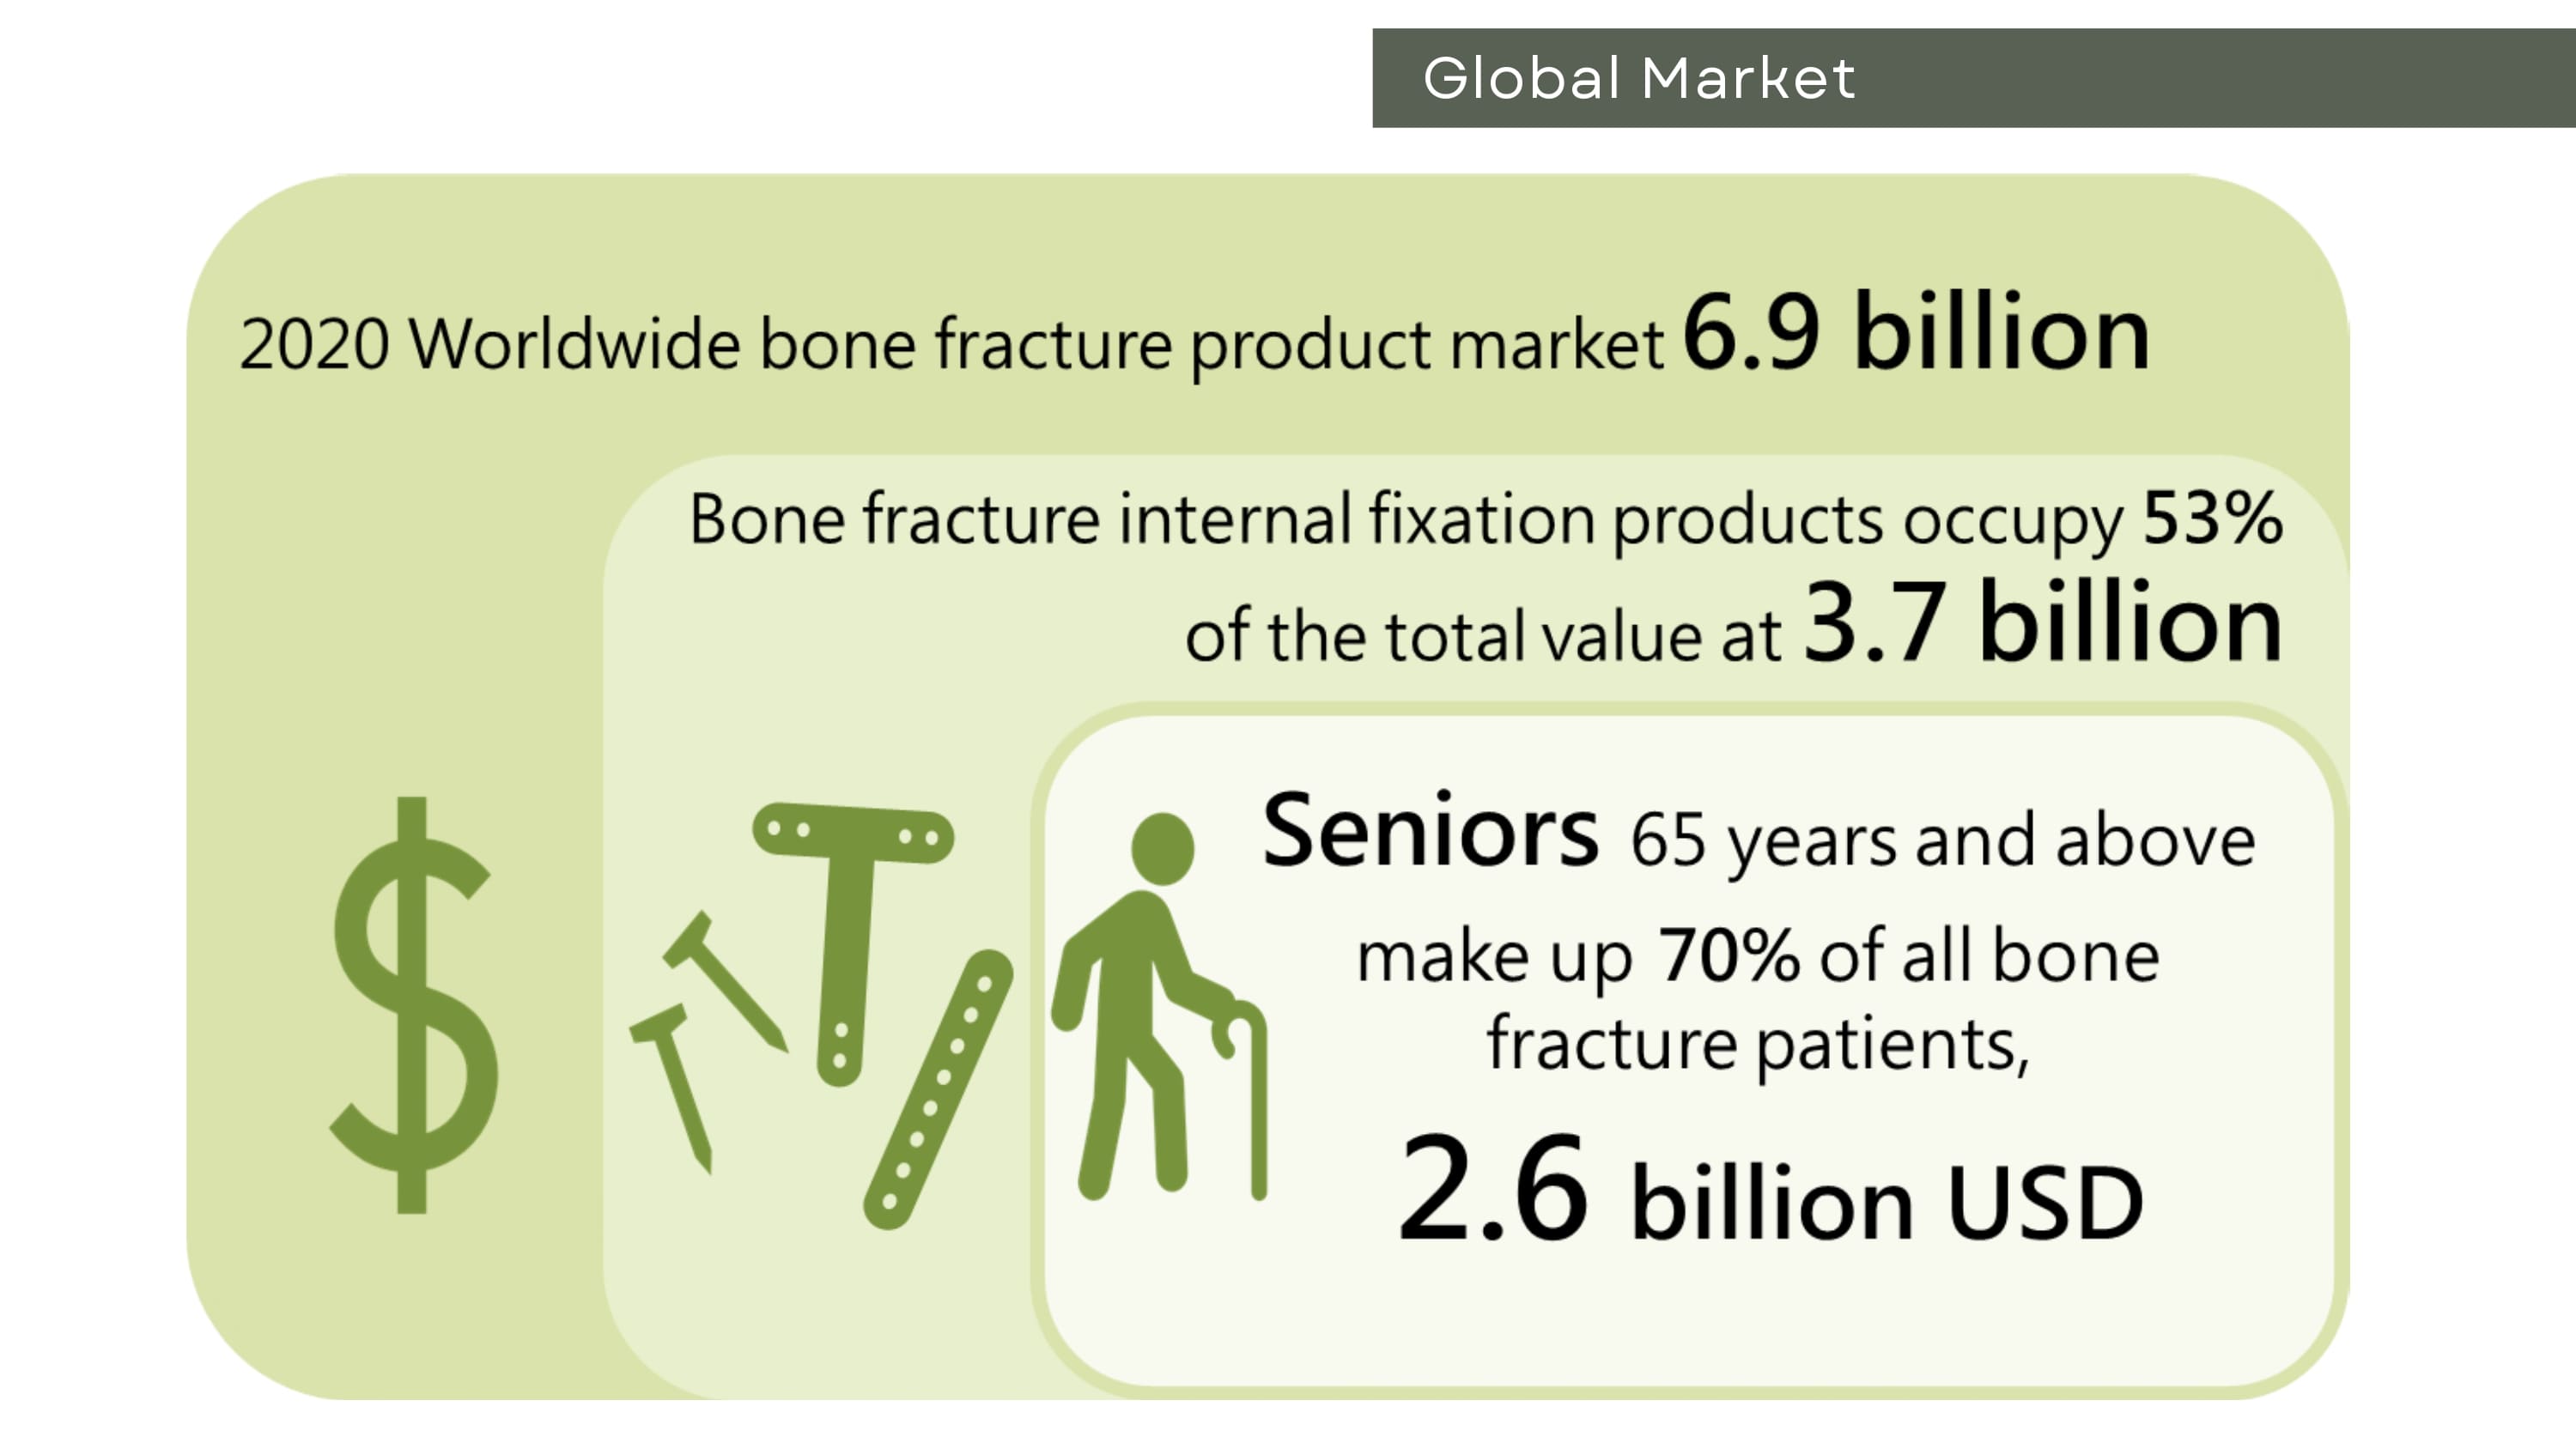 Global Market
2020 Worldwide bone fracture product market 6.9 billion
Bone fracture internal fixation products occupy 53%
of the total value at 3.7 billion
Seniors 65 years and above
make up 70% of all bone
fracture patients,
2.6 billion USD